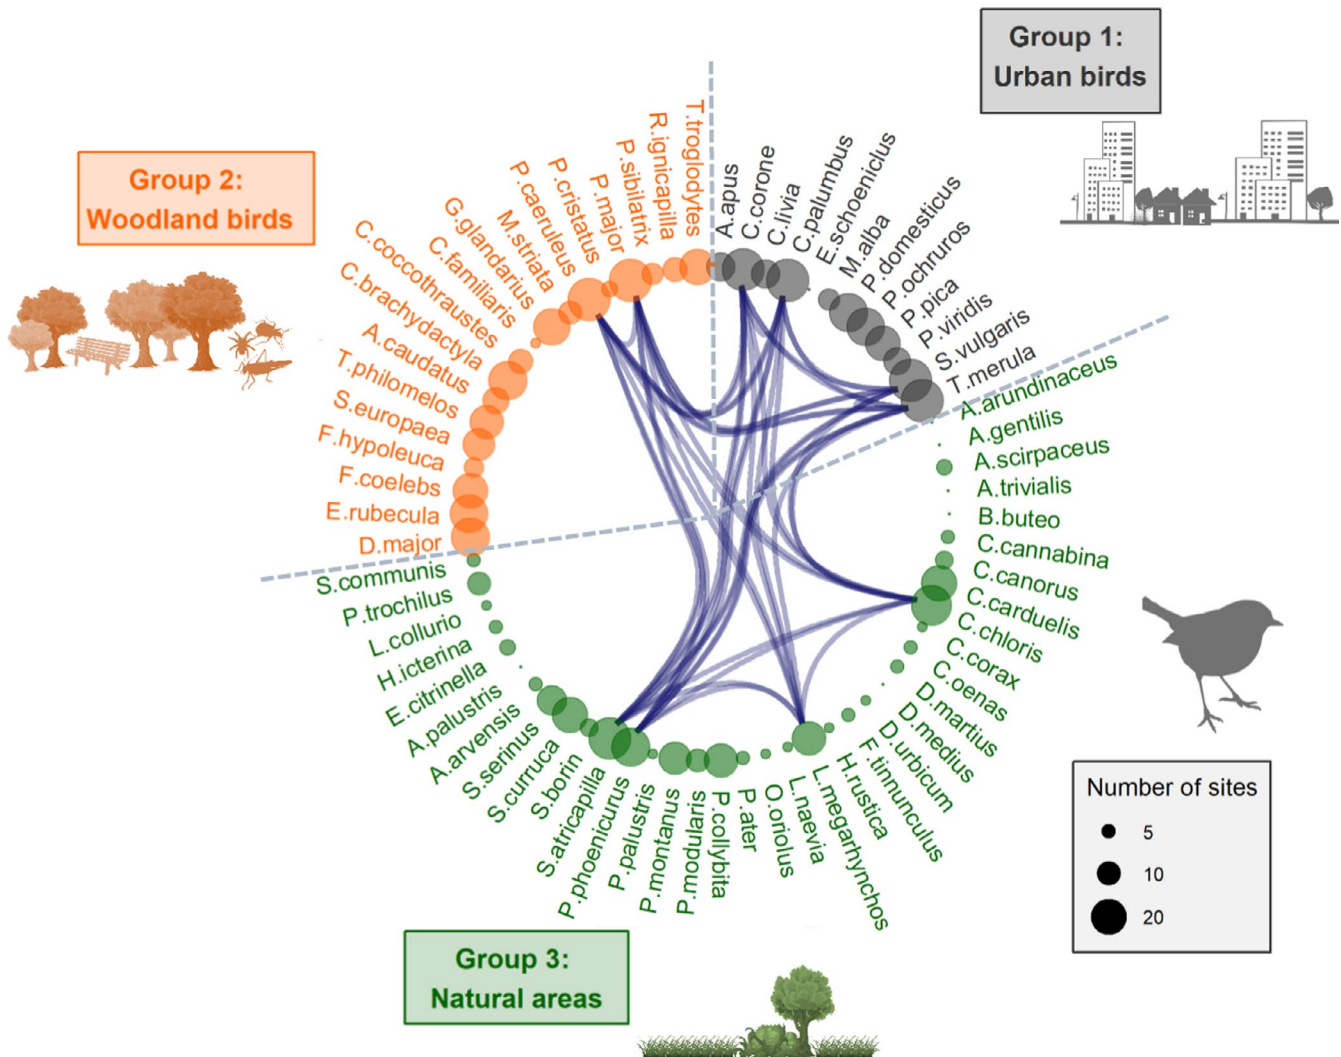 Group 1:
Urban birds
Group 2:
Woodland birds
T.troglodytes
R.ignicapilla
P.sibilatrix
P.major
P.cristatus
P.caeruleus
M.striata
G.glandarius
C.familiaris
C.coccothraustes
C.brachydactyla
A.caudatus
T.philomelos
S.europaea
F.hypoleuca
F.coelebs
E.rubecula
D.major
A.apus
C.corone
C.livia
C.palumbus
E.schoeniclus
M.alba
P.domesticus
P.ochruros
P.pica
P.viridis
S.vulgaris
T.merula
A.arundinaceus
A.gentilis
A.scirpaceus
A.trivialis
B.buteo
C.cannabina
C.canorus
C.carduelis
C.chloris
C.corax
C.oenas
D.martius
D.medius
D.urbicum
F.tinnunculus
H.rustica
L.megarhynchos
L.naevia
O.oriolus
P.ater
P.collybita
P.modularis
P.montanus
P.palustris
P.phoenicurus
S.atricapilla
S.borin
S.curruca
S.serinus
A.arvensis
A.palustris
E.citrinella
H.icterina
L.collurio
P.trochilus
S.communis
Number of sites
5
10
20
Group 3:
Natural areas